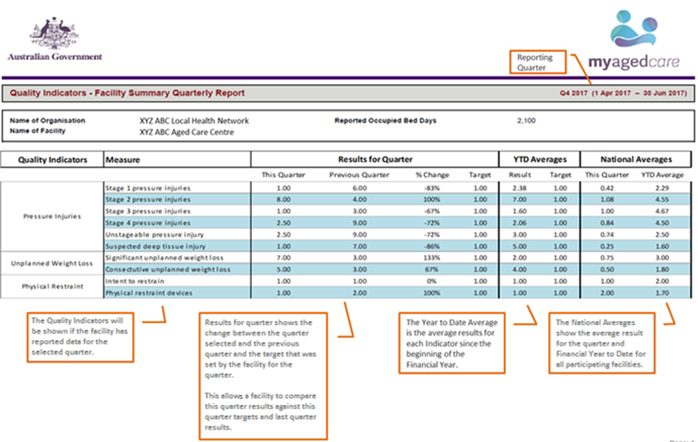 Australian Government
myagedcare
Reporting
Quarter
Quality Indicators - Facility Summary Quarterly Report Q4 2017 (1 Apr 2017 – 30 Jun 2017)
Name of Organisation XYZ ABC Local Health Network Reported Occupied Bed Days 2,100
Name of Facility XYZ ABC Aged Care Centre
Quality Indicators Measure Results for Quarter YTD Averages National Averages
This Quarter Previous Quarter % Change Target Result Target This Quarter YTD Average
Pressure Injuries
Stage 1 pressure injuries 1.00 6.00 -83% 1.00 2.38 1.00 0.42 2.29
Stage 2 pressure injuries 8.00 4.00 100% 1.00 7.00 1.00 1.08 4.55
Stage 3 pressure injuries 1.00 3.00 -67% 1.00 1.60 1.00 1.00 4.67
Stage 4 pressure injuries 2.50 9.00 -72% 1.00 2.06 1.00 0.84 4.50
Unstageable pressure injury 2.50 9.00 -72% 1.00 3.00 1.00 0.74 2.50
Suspected deep tissue injury 1.00 7.00 -86% 1.00 5.00 1.00 0.25 1.60
Unplanned Weight Loss
Significant unplanned weight loss 7.00 3.00 133% 1.00 2.00 1.00 0.75 3.00
Consecutive unplanned weight loss 5.00 3.00 67% 1.00 4.00 1.00 0.50 1.80
Physical Restraint
Intent to restrain 1.00 1.00 0% 1.00 1.00 1.00 1.00 2.00
Physical restraint devices 1.00 2.00 100% 1.00 1.00 1.00 2.00 1.70
The Quality Indicators will
be shown if the facility has
reported data for the
selected quarter.
Results for quarter shows the
change between the quarter
selected and the previous
quarter and the target that was
set by the facility for the
quarter.
This allows a facility to compare
this quarter results against this
quarter targets and last quarter
results.
The Year to Date Average
is the average results for
each Indicator since the
beginning of the
Financial Year.
The National Averages
show the average result
for the quarter and
Financial Year to Date for
all participating facilities.